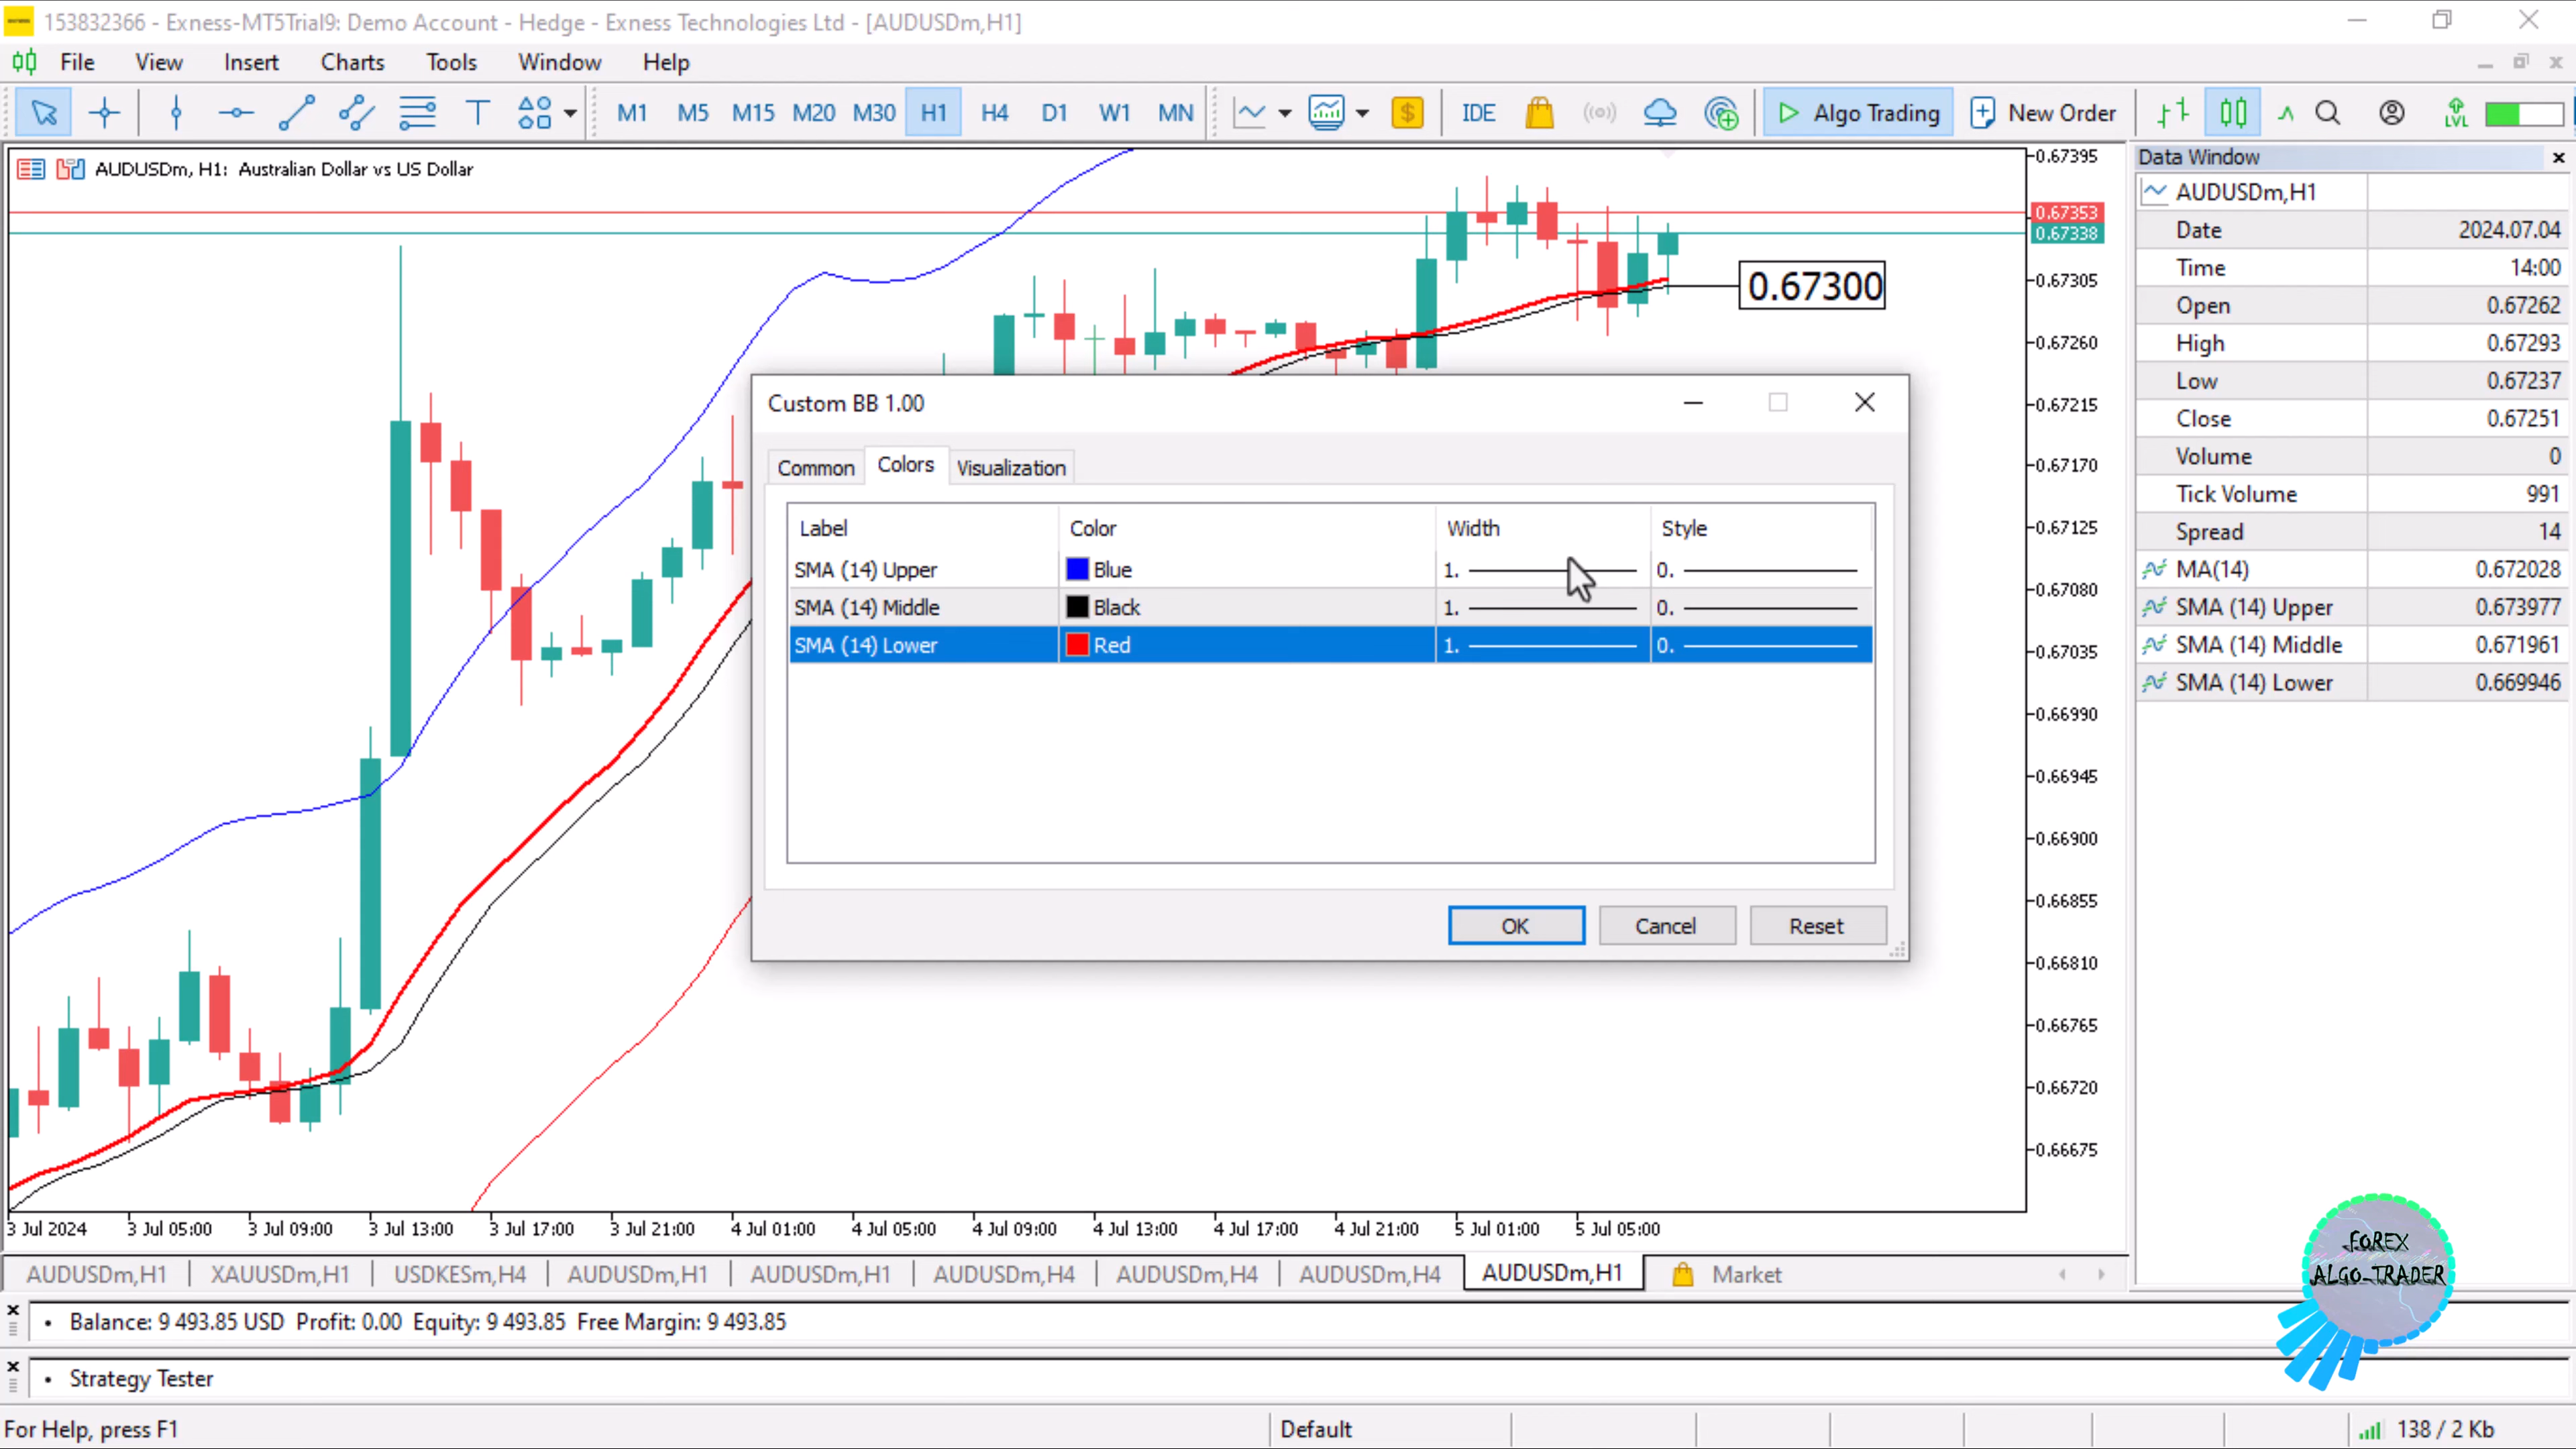 153832366 - Exness-MT5Trial9: Demo Account - Hedge - Exness Technologies Ltd - [AUDUSDm,H1]
File View Insert Charts Tools Window Help
T M1 M5 M15 M20 M30 H1 H4 D1 W1 MN $ IDE Algo Trading New Order LVL
AUDUSDm, H1: Australian Dollar vs US Dollar
0.67395
0.67353
0.67338
0.67305
0.67300
0.67260
0.67215
0.67170
0.67125
0.67080
0.67035
0.66990
0.66945
0.66900
0.66855
0.66810
0.66765
0.66720
0.66675
Custom BB 1.00
Common Colors Visualization
Label Color Width Style
SMA (14) Upper Blue 1. 0.
SMA (14) Middle Black 1. 0.
SMA (14) Lower Red 1. 0.
OK Cancel Reset
3 Jul 2024 3 Jul 05:00 3 Jul 09:00 3 Jul 13:00 3 Jul 17:00 3 Jul 21:00 4 Jul 01:00 4 Jul 05:00 4 Jul 09:00 4 Jul 13:00 4 Jul 17:00 4 Jul 21:00 5 Jul 01:00 5 Jul 05:00
Data Window
AUDUSDm,H1
Date 2024.07.04
Time 14:00
Open 0.67262
High 0.67293
Low 0.67237
Close 0.67251
Volume 0
Tick Volume 991
Spread 14
MA(14) 0.672028
SMA (14) Upper 0.673977
SMA (14) Middle 0.671961
SMA (14) Lower 0.669946
FOREX
ALGO_TRADER
AUDUSDm,H1 XAUUSDm,H1 USDKESm,H4 AUDUSDm,H1 AUDUSDm,H1 AUDUSDm,H4 AUDUSDm,H4 AUDUSDm,H4 AUDUSDm,H1 Market
• Balance: 9 493.85 USD Profit: 0.00 Equity: 9 493.85 Free Margin: 9 493.85
• Strategy Tester
For Help, press F1 Default 138 / 2 Kb